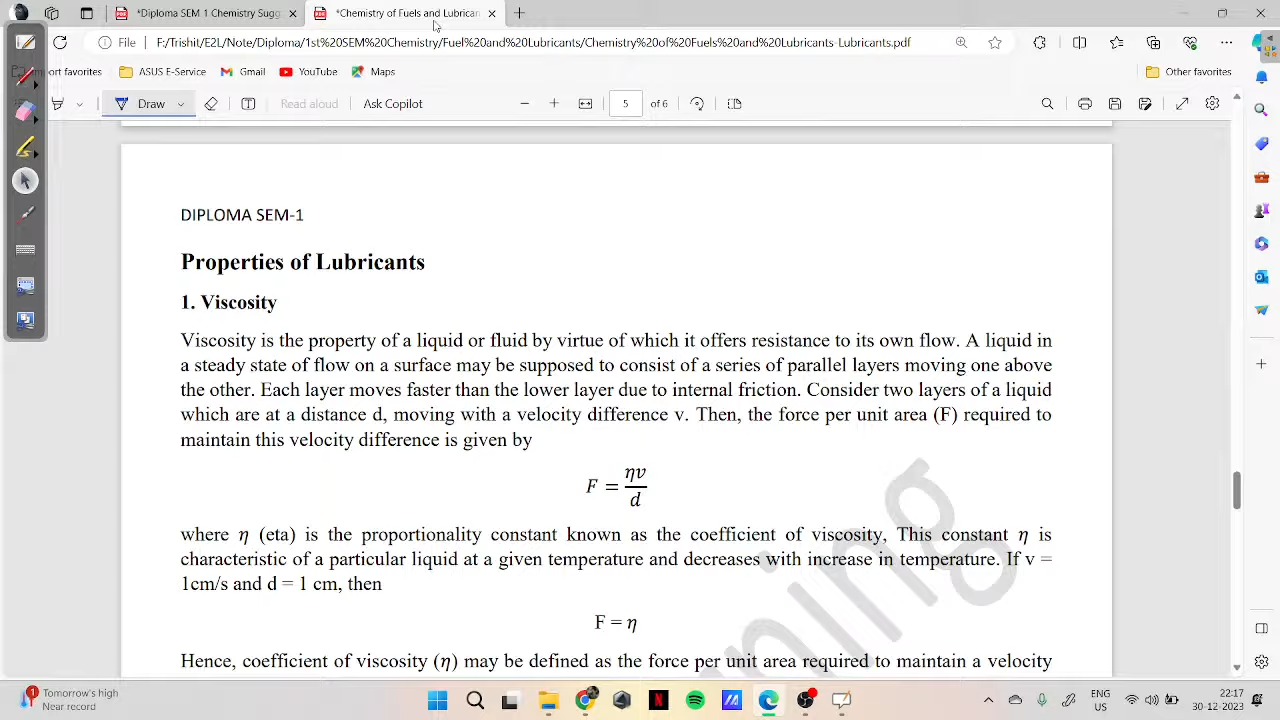 *Diploma SEM 1 Chemistry Sugg
*Chemistry of Fuels and Lubrican
File
F:/Trishit/E2L/Note/Diploma/1st%20SEM%20Chemistry/Fuel%20and%20Lubricants/Chemistry%20of%20Fuels%20and%20Lubricants-Lubricants.pdf
Import favorites
ASUS E-Service
Gmail
YouTube
Maps
Other favorites
Draw
Read aloud
Ask Copilot
5
of 6
DIPLOMA SEM-1
Properties of Lubricants
1. Viscosity
Viscosity is the property of a liquid or fluid by virtue of which it offers resistance to its own flow. A liquid in
a steady state of flow on a surface may be supposed to consist of a series of parallel layers moving one above
the other. Each layer moves faster than the lower layer due to internal friction. Consider two layers of a liquid
which are at a distance d, moving with a velocity difference v. Then, the force per unit area (F) required to
maintain this velocity difference is given by
F = ηv/d
where η (eta) is the proportionality constant known as the coefficient of viscosity, This constant η is
characteristic of a particular liquid at a given temperature and decreases with increase in temperature. If v =
1cm/s and d = 1 cm, then
F = η
Hence, coefficient of viscosity (η) may be defined as the force per unit area required to maintain a velocity
ning
1
Tomorrow's high
Near record
ENG
US
22:17
30-12-2023